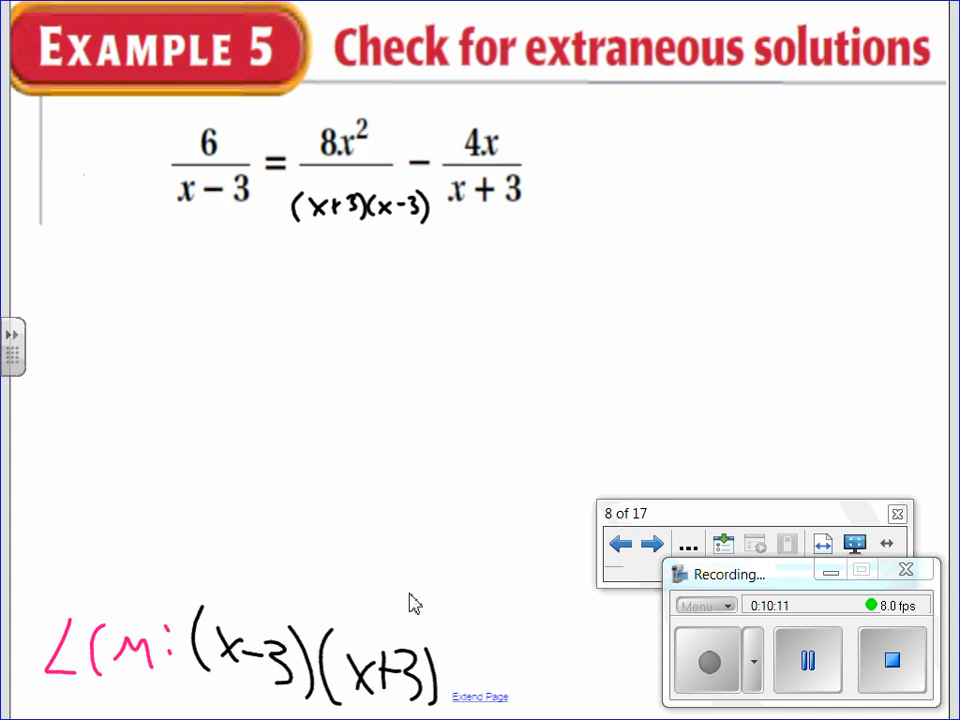 EXAMPLE 5 Check for extraneous solutions
6 8x² 4x
= −
x − 3 (x+3)(x-3) x + 3
8 of 17
...
Recording...
Menu 0:10:11 8.0 fps
LCM: (x-3)(x+3)
Extend Page